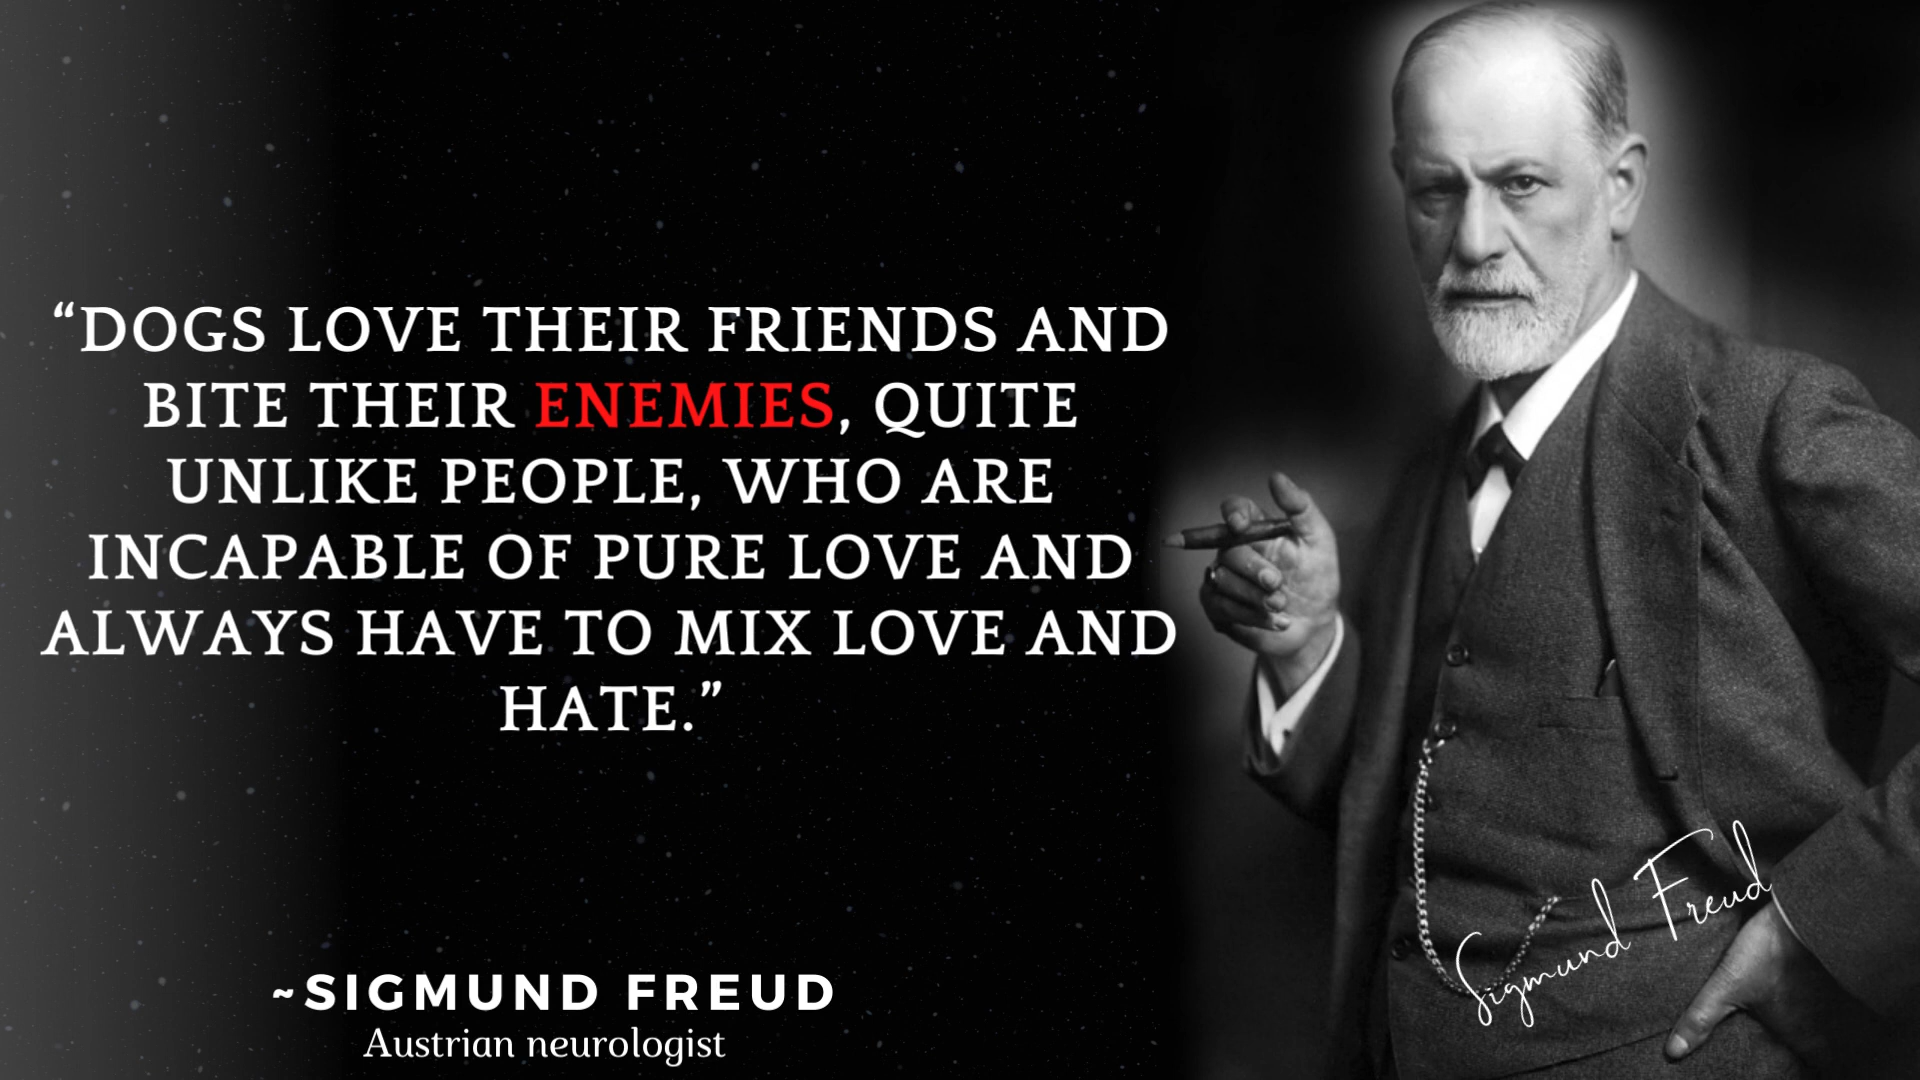 “DOGS LOVE THEIR FRIENDS AND
BITE THEIR ENEMIES, QUITE
UNLIKE PEOPLE, WHO ARE
INCAPABLE OF PURE LOVE AND
ALWAYS HAVE TO MIX LOVE AND
HATE.”
~SIGMUND FREUD
Austrian neurologist
Sigmund Freud